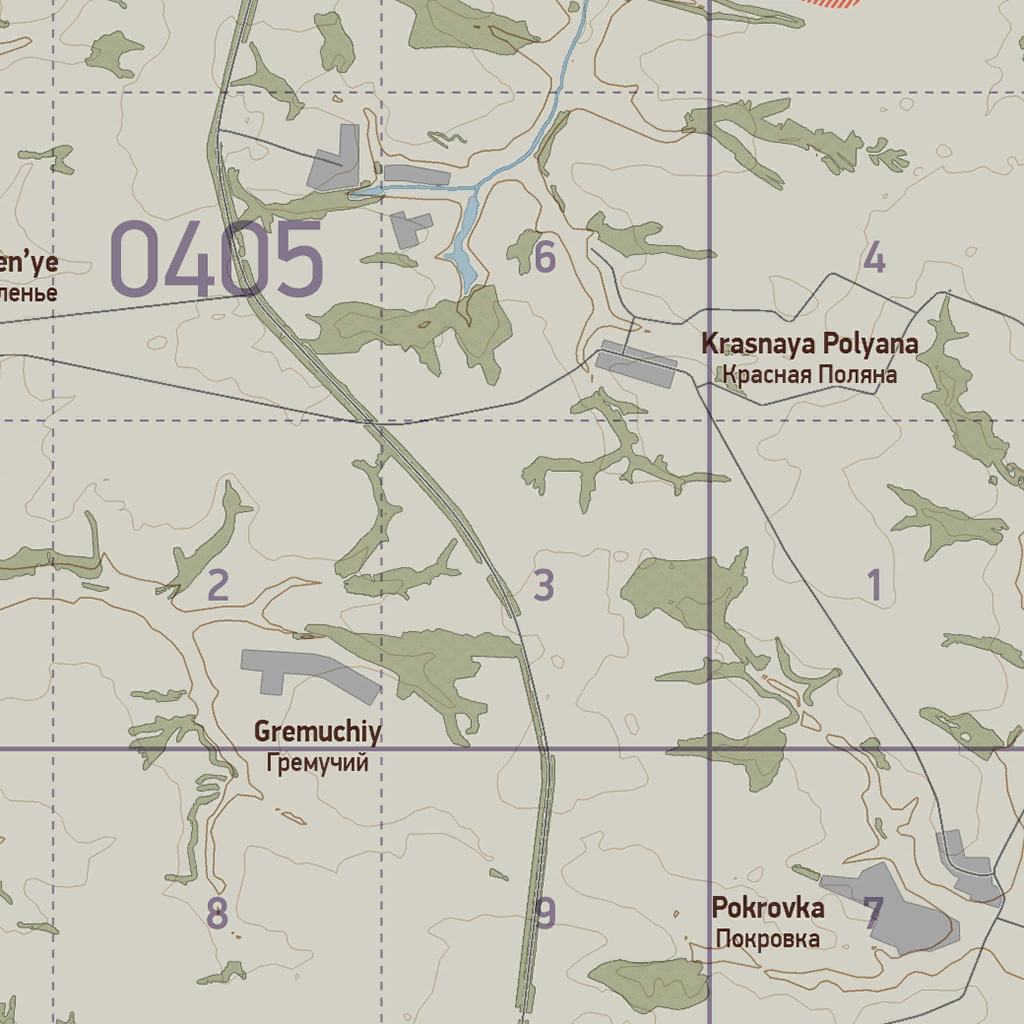 0405
6
4
en’ye
ленье
Krasnaya Polyana
Красная Поляна
2
3
1
Gremuchiy
Гремучий
8
9
Pokrovka
Покровка
7